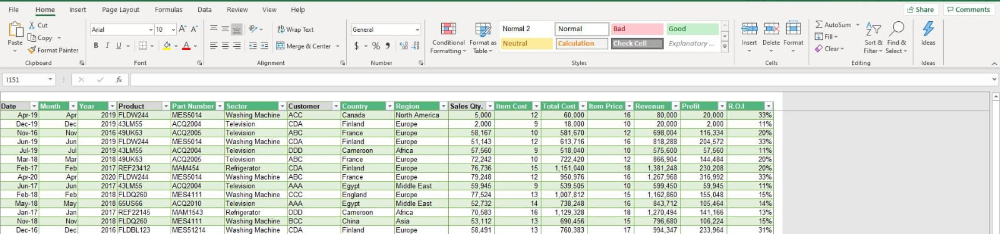 File Home Insert Page Layout Formulas Data Review View Help Share Comments
Paste Cut Copy Format Painter Clipboard
Arial 10 A A B I U A Font
Wrap Text Merge & Center Alignment
General $ % Number
Conditional Formatting Format as Table
Normal 2 Normal Bad Good
Neutral Calculation Check Cell Explanatory ...
Styles
Insert Delete Format Cells
AutoSum Fill Clear Sort & Filter Find & Select Editing
Ideas Ideas
I151 fx
Date Month Year Product Part Number Sector Customer Country Region Sales Qty. Item Cost Total Cost Item Price Revenue Profit R.O.I
Apr-19 Apr 2019 FLDW244 MES5014 Washing Machine ACC Canada North America 5,000 12 60,000 16 80,000 20,000 33%
Dec-19 Dec 2019 43LM55 ACQ2004 Television CDA Finland Europe 2,000 9 18,000 10 20,000 2,000 11%
Nov-16 Nov 2016 49UK63 ACQ2005 Television ABC France Europe 58,167 10 581,670 12 698,004 116,334 20%
Jun-19 Jun 2019 FLDW244 MES5014 Washing Machine CDA Finland Europe 51,143 12 613,716 16 818,288 204,572 33%
Jul-19 Jul 2019 43LM55 ACQ2004 Television DDD Cameroon Africa 57,560 9 518,040 10 575,600 57,560 11%
Mar-18 Mar 2018 49UK63 ACQ2005 Television ABC France Europe 72,242 10 722,420 12 866,904 144,484 20%
Feb-17 Feb 2017 REF23412 MAM454 Refrigerator CDA Finland Europe 76,736 15 1,151,040 18 1,381,248 230,208 20%
Apr-20 Apr 2020 FLDW244 MES5014 Washing Machine ABC France Europe 79,248 12 950,976 16 1,267,968 316,992 33%
Jun-17 Jun 2017 43LM55 ACQ2004 Television AAA Egypt Middle East 59,945 9 539,505 10 599,450 59,945 11%
Feb-18 Feb 2018 FLDQ260 MES4111 Washing Machine CCC England Europe 77,524 13 1,007,812 15 1,162,860 155,048 15%
May-18 May 2018 65US66 ACQ2010 Television AAA Egypt Middle East 52,732 14 738,248 16 843,712 105,464 14%
Jan-17 Jan 2017 REF22145 MAM1543 Refrigerator DDD Cameroon Africa 70,583 16 1,129,328 18 1,270,494 141,166 13%
Nov-18 Nov 2018 FLDQ260 MES4111 Washing Machine BCC China Asia 53,112 13 690,456 15 796,680 106,224 15%
Dec-16 Dec 2016 FLDBL123 MES51214 Washing Machine CDA Finland Europe 58,491 13 760,383 17 994,347 233,964 31%